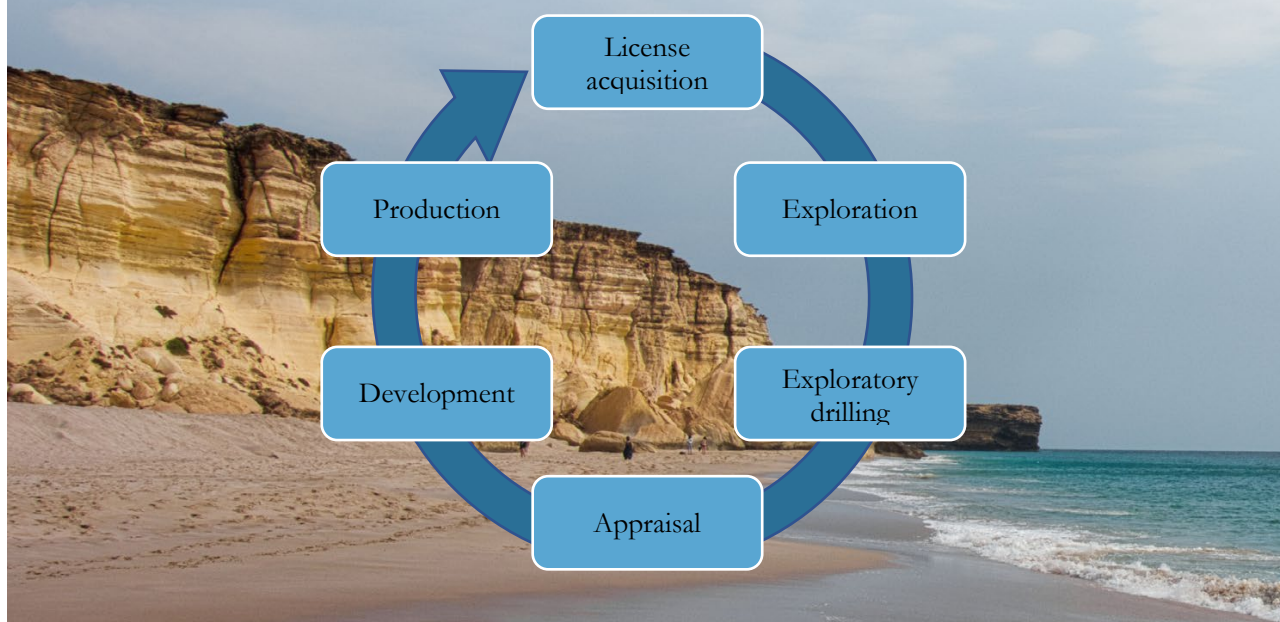 License
acquisition
Exploration
Exploratory
drilling
Appraisal
Development
Production